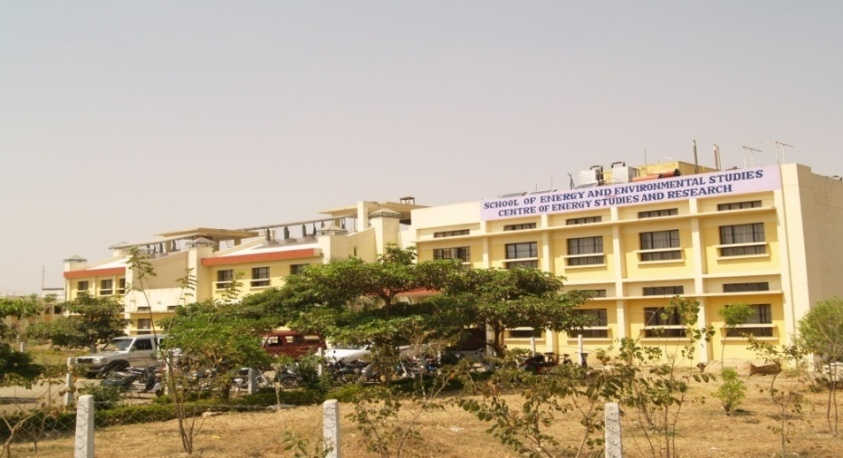 SCHOOL OF ENERGY AND ENVIRONMENTAL STUDIES
CENTRE OF ENERGY STUDIES AND RESEARCH